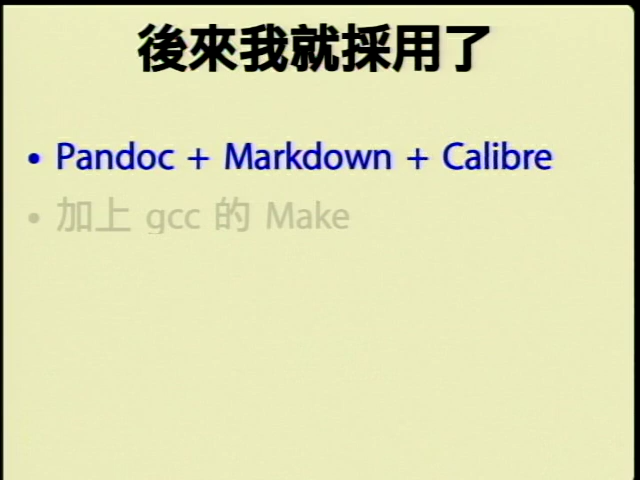 後來我就採用了
• Pandoc + Markdown + Calibre
• 加上 gcc 的 Make